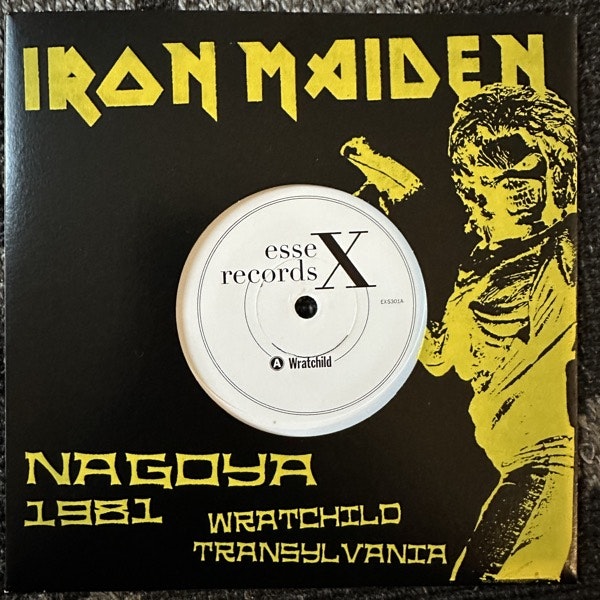 IRON MAIDEN
esse X
records
EXS301A
A Wratchild
NAGOYA
1981
WRATCHILD
TRANSYLVANIA